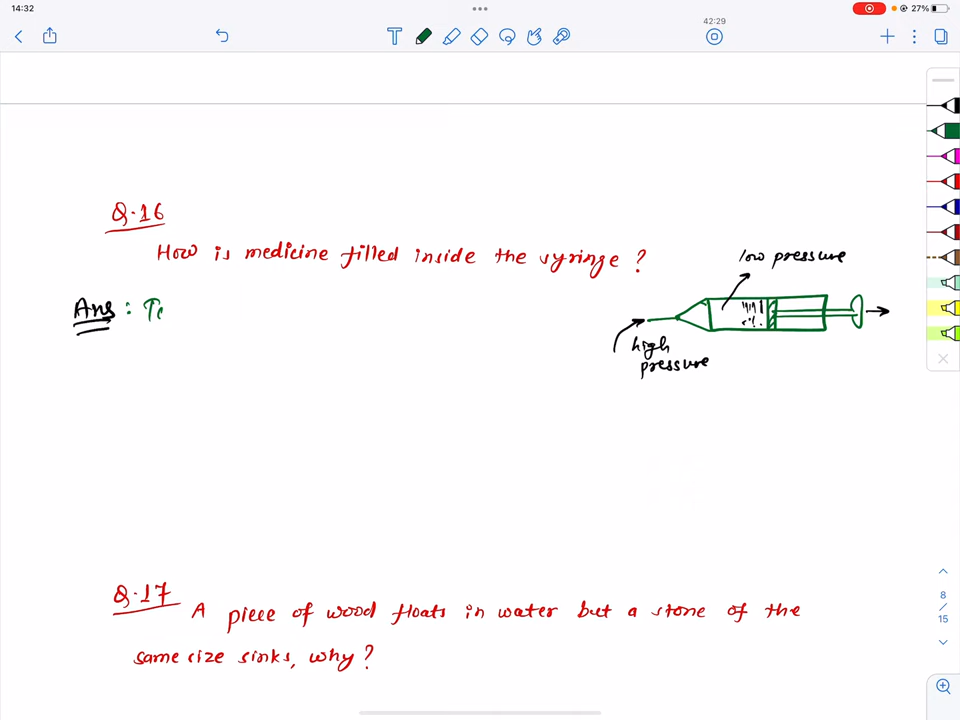 14:32
27%
42:29
Q.16
How is medicine filled inside the syringe ?
low pressure
Ans :
high
pressure
Q.17 A piece of wood floats in water but a stone of the
same size sinks, why ?
8
/
15